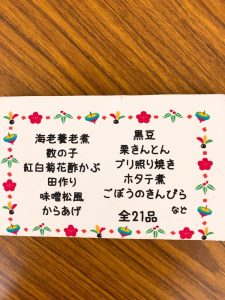 海老養老煮
数の子
紅白菊花酢かぶ
田作り
味噌松風
からあげ
黒豆
栗きんとん
ブリ照り焼き
ホタテ煮
ごぼうのきんぴら
など
全21品